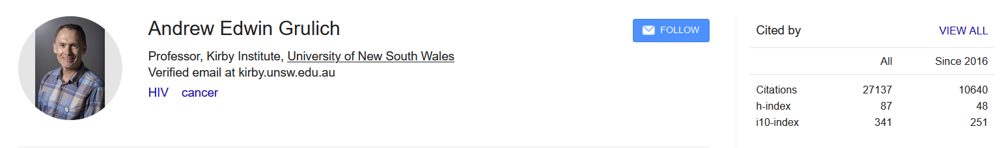 Andrew Edwin Grulich
FOLLOW
Professor, Kirby Institute, University of New South Wales
Verified email at kirby.unsw.edu.au
HIV cancer
Cited by VIEW ALL
All Since 2016
Citations 27137 10640
h-index 87 48
i10-index 341 251